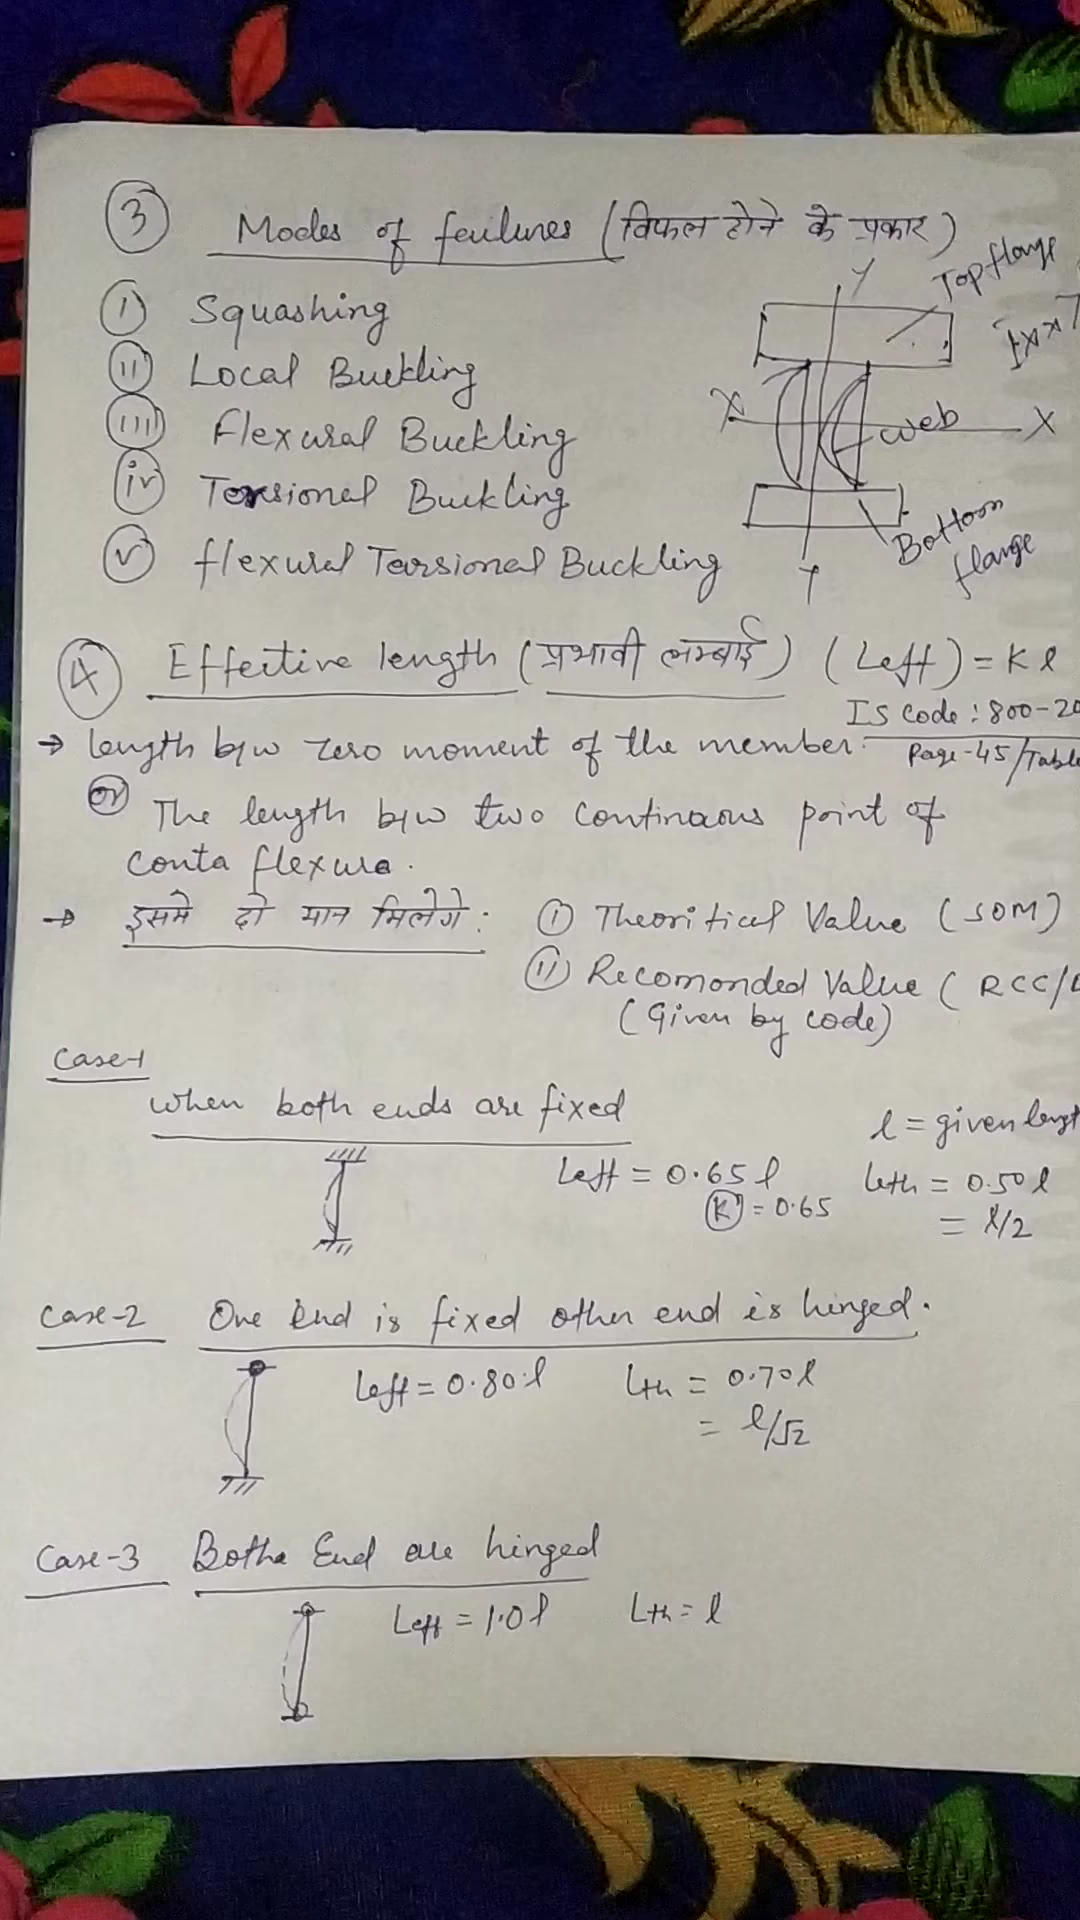 ③ Modes of failures (विफल होने के प्रकार)
i Squashing
ii Local Buckling
iii Flexural Buckling
iv Torsional Buckling
v flexural Torsional Buckling
Y
Top flange
X
web
X
Bottom
flange
Y
④ Effective length (प्रभावी लम्बाई) (Leff) = K l
IS Code : 800-20
Page-45/Table
→ length b/w zero moment of the member.
or The length b/w two continous point of
conta flexure.
→ इसमे दो मान मिलेगे : i Theoritical Value (SOM)
ii Recomonded Value ( RCC/
(Given by code)
Case-1
When both ends are fixed
l = given lengt
Leff = 0.65 l
K = 0.65
Leth = 0.50 l
= l/2
Case-2 One End is fixed other end is hinged.
Leff = 0.80 l Lth = 0.70 l
= l/√2
Case-3 Bothe End are hinged
Leff = 1.0 l Lth = l